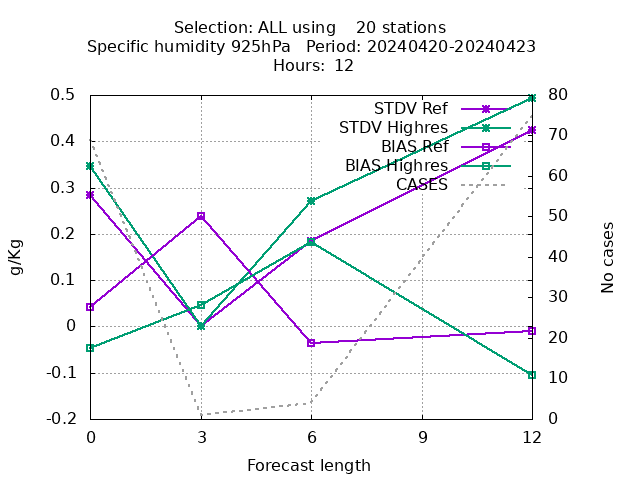 Selection: ALL using    20 stations
Specific humidity 925hPa   Period: 20240420-20240423
Hours:  12
0.5
0.4
0.3
0.2
0.1
0
-0.1
-0.2
g/Kg
STDV Ref
STDV Highres
BIAS Ref
BIAS Highres
CASES
80
70
60
50
40
30
20
10
0
No cases
0 3 6 9 12
Forecast length